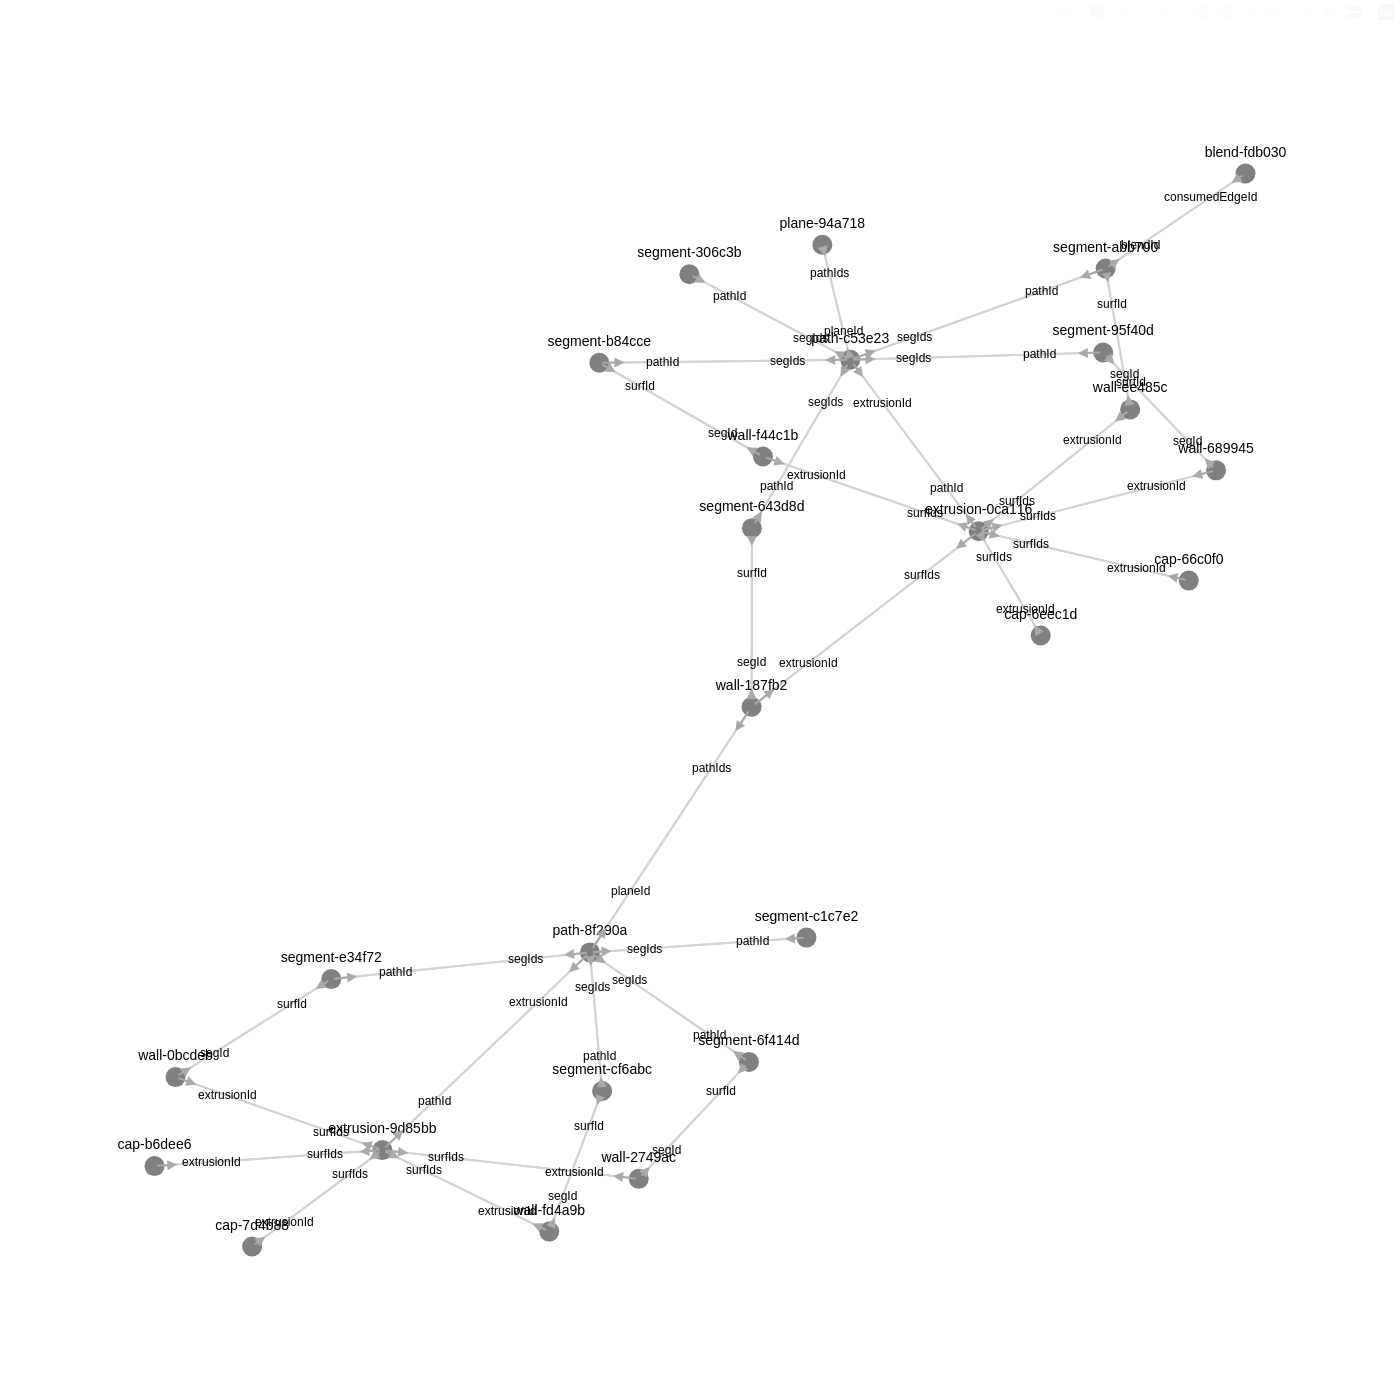 blend-fdb030
consumedEdgeId
plane-94a718
segment-306c3b
segment-abb700
blendId
pathIds
pathId
pathId
surfId
planeId
segIds
path-c53e23
segIds
segment-95f40d
segment-b84cce
pathId
segIds
segIds
pathId
segId
surfId
surfId
wall-ee485c
segIds
extrusionId
segId
wall-f44c1b
extrusionId
segId
wall-689945
extrusionId
pathId
pathId
extrusionId
segment-643d8d
surfIds
surfIds
extrusion-0ca116
surfIds
surfIds
surfIds
cap-66c0f0
extrusionId
surfId
surfIds
extrusionId
cap-6eec1d
segId
extrusionId
wall-187fb2
pathIds
planeId
segment-c1c7e2
path-8f290a
segIds
pathId
segment-e34f72
segIds
pathId
segIds
segIds
surfId
extrusionId
pathId
segment-6f414d
wall-0bcdeb
segId
pathId
segment-cf6abc
extrusionId
pathId
surfId
surfIds
extrusion-9d85bb
surfId
cap-b6dee6
extrusionId
surfIds
surfIds
segId
wall-2749ac
surfIds
surfIds
extrusionId
segId
extrusionId
wall-fd4a9b
cap-7d4b88
extrusionId